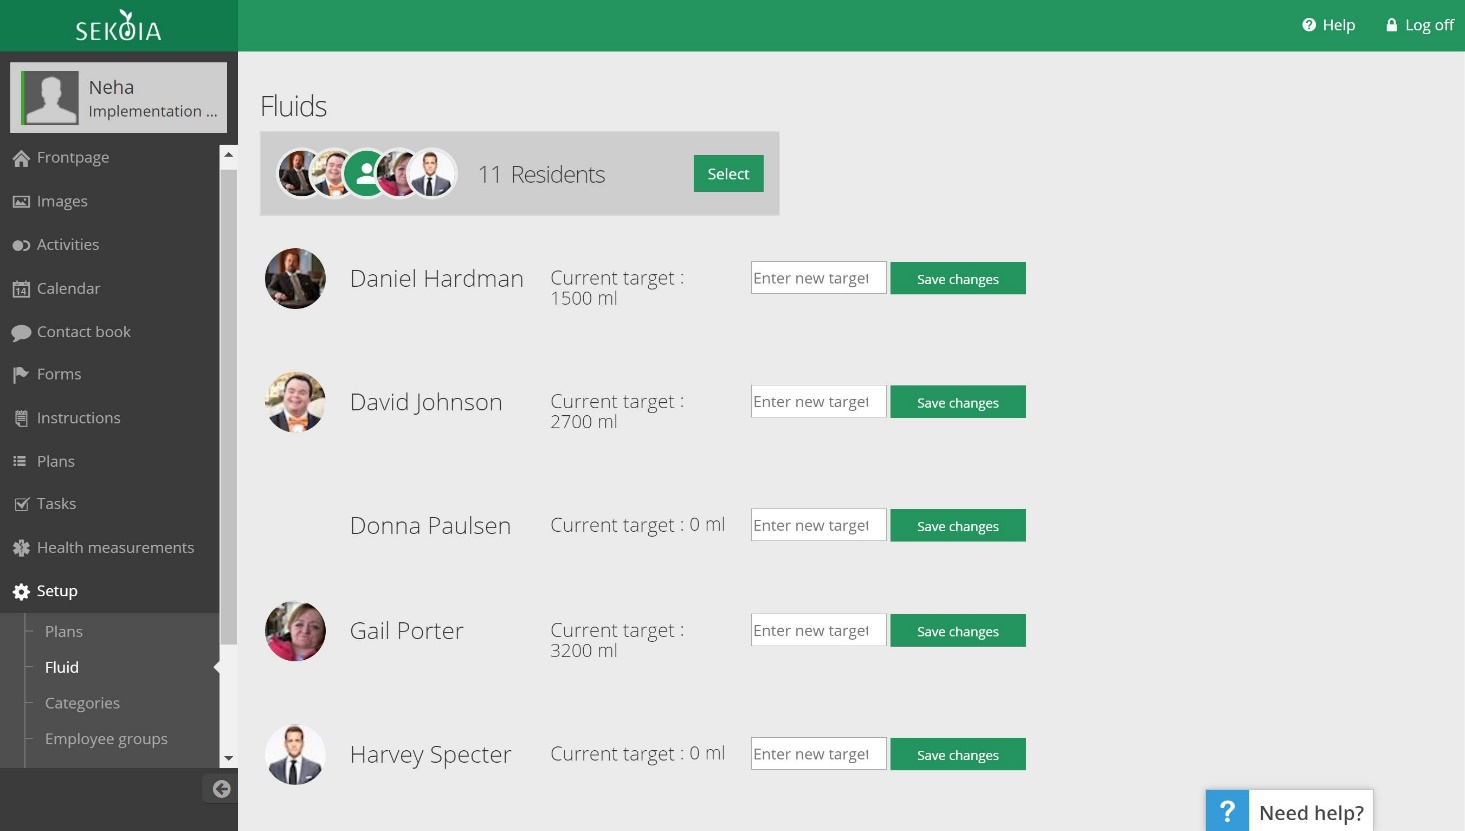 SEKOIA
Help
Log off
Neha
Implementation ...
Frontpage
Images
Activities
14
Calendar
Contact book
Forms
Instructions
Plans
Tasks
Health measurements
Setup
Plans
Fluid
Categories
Employee groups
Fluids
11 Residents
Select
Daniel Hardman
Current target :
1500 ml
Enter new target
Save changes
David Johnson
Current target :
2700 ml
Enter new target
Save changes
Donna Paulsen
Current target : 0 ml
Enter new target
Save changes
Gail Porter
Current target :
3200 ml
Enter new target
Save changes
Harvey Specter
Current target : 0 ml
Enter new target
Save changes
? Need help?